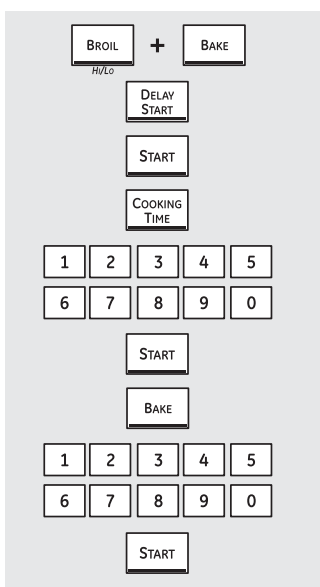 BROIL + BAKE
HI/LO
DELAY
START
START
COOKING
TIME
1 2 3 4 5
6 7 8 9 0
START
BAKE
1 2 3 4 5
6 7 8 9 0
START